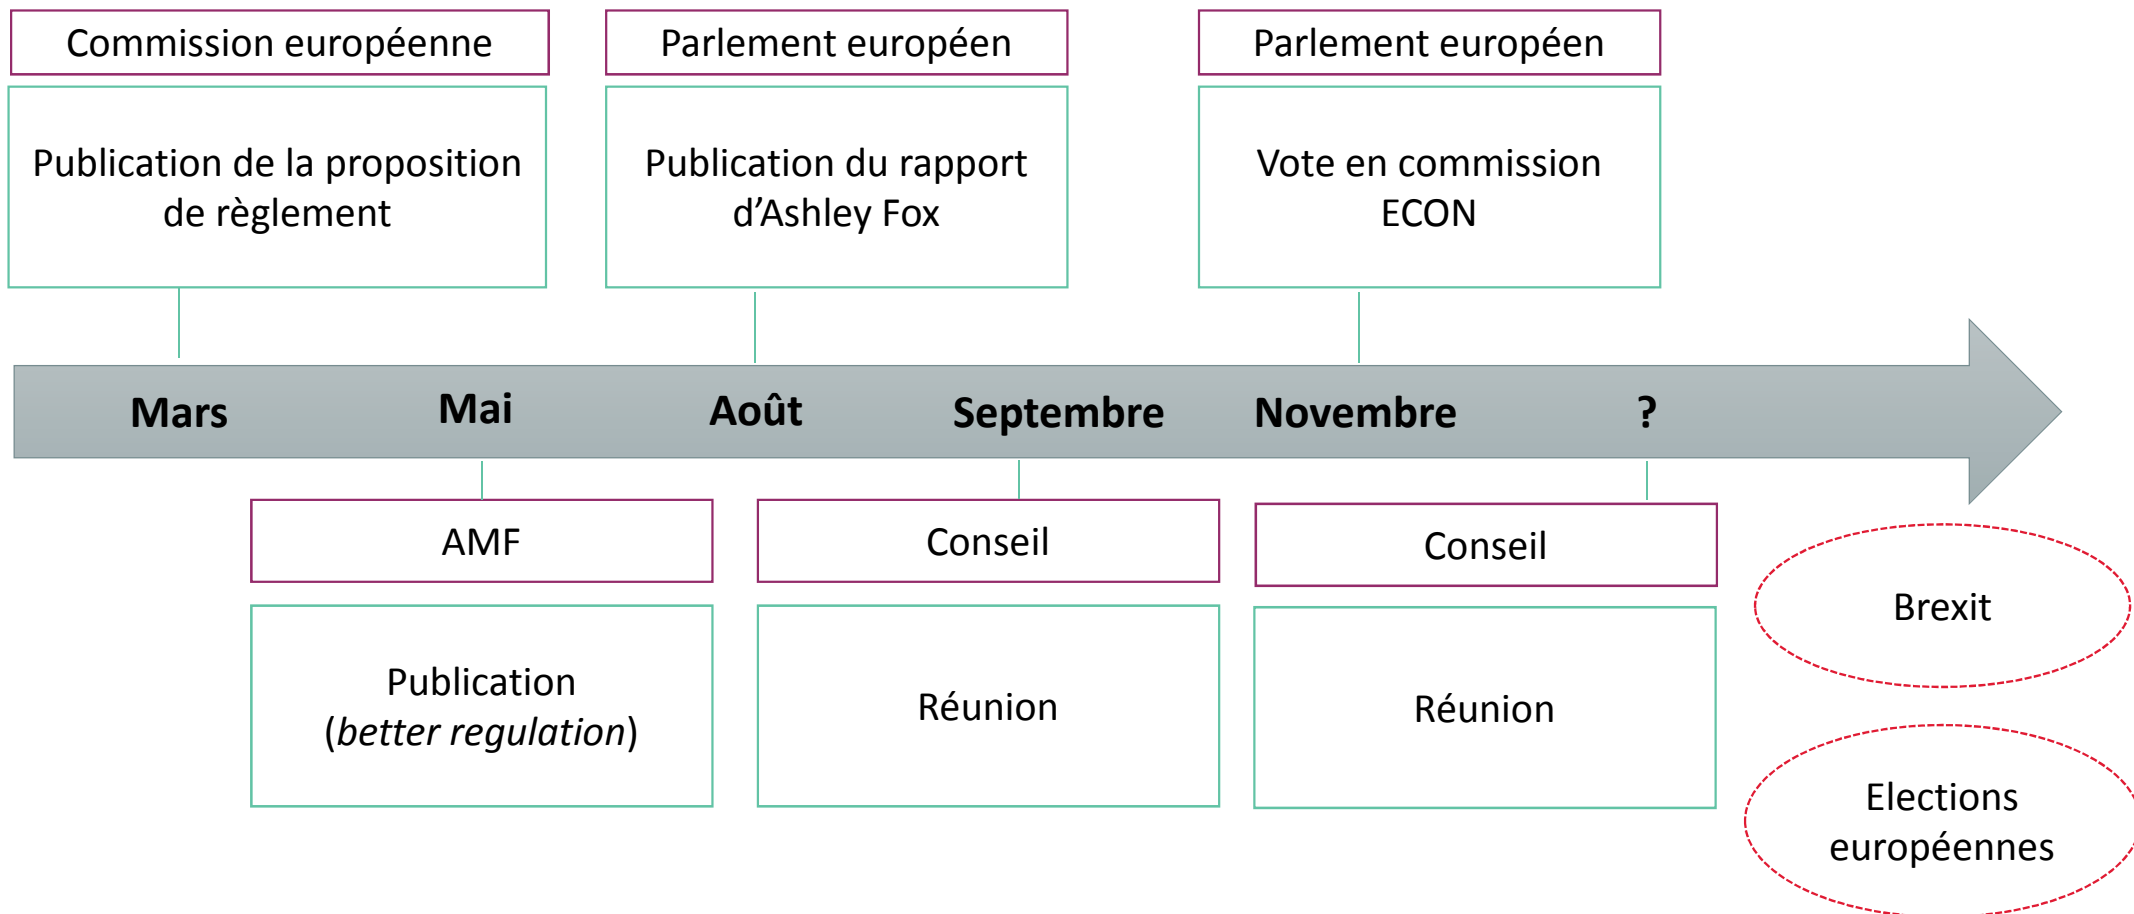 Commission européenne
Parlement européen
Parlement européen
Publication de la proposition
de règlement
Publication du rapport
d’Ashley Fox
Vote en commission
ECON
Mars
Mai
Août
Septembre
Novembre
?
AMF
Conseil
Conseil
Publication
(better regulation)
Réunion
Réunion
Brexit
Elections
européennes